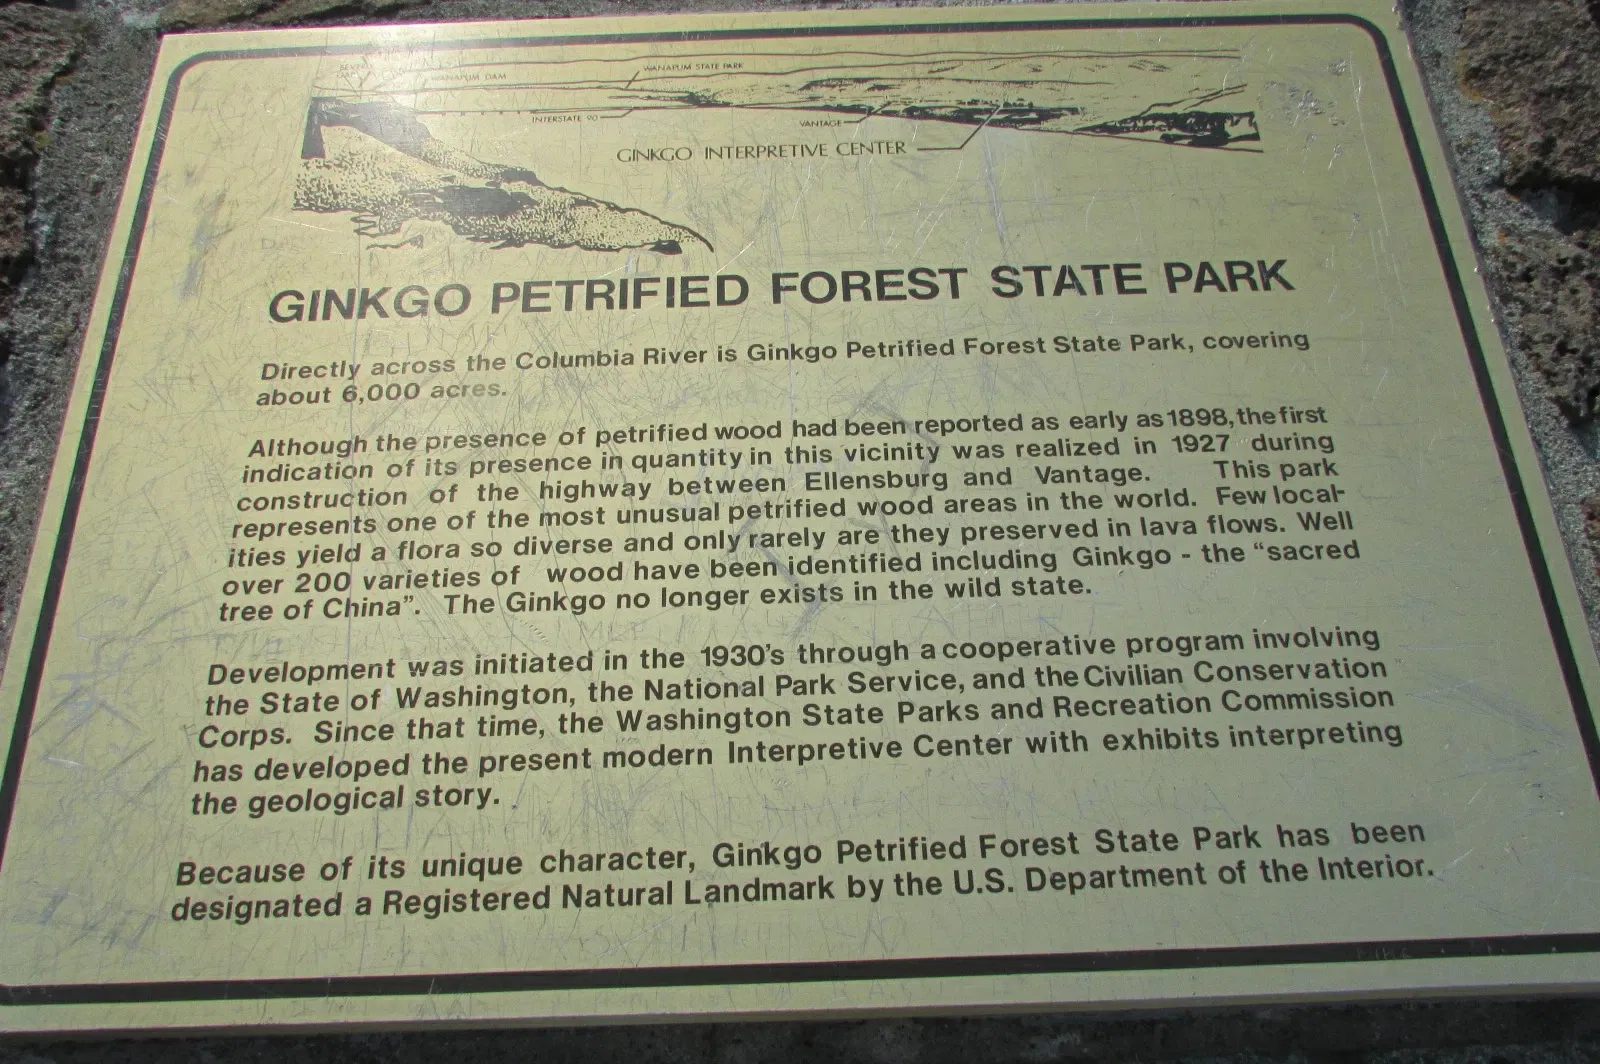 WANAPUM DAM
WANAPUM STATE PARK
INTERSTATE 90
VANTAGE
GINKGO INTERPRETIVE CENTER
GINKGO PETRIFIED FOREST STATE PARK
Directly across the Columbia River is Ginkgo Petrified Forest State Park, covering
about 6,000 acres.
Although the presence of petrified wood had been reported as early as 1898, the first
indication of its presence in quantity in this vicinity was realized in 1927 during
construction of the highway between Ellensburg and Vantage. This park
represents one of the most unusual petrified wood areas in the world. Few local-
ities yield a flora so diverse and only rarely are they preserved in lava flows. Well
over 200 varieties of wood have been identified including Ginkgo - the “sacred
tree of China”. The Ginkgo no longer exists in the wild state.
Development was initiated in the 1930's through a cooperative program involving
the State of Washington, the National Park Service, and the Civilian Conservation
Corps. Since that time, the Washington State Parks and Recreation Commission
has developed the present modern Interpretive Center with exhibits interpreting
the geological story.
Because of its unique character, Ginkgo Petrified Forest State Park has been
designated a Registered Natural Landmark by the U.S. Department of the Interior.